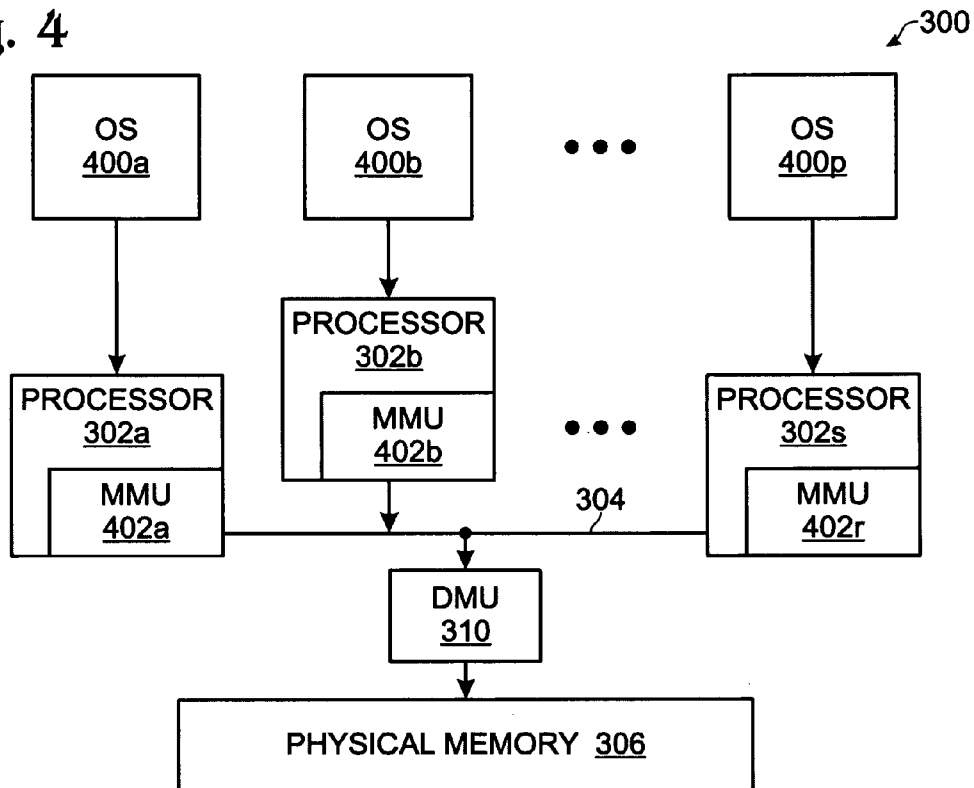 g. 4
300
OS
400a
OS
400b
OS
400p
PROCESSOR
302b
MMU
402b
PROCESSOR
302a
MMU
402a
PROCESSOR
302s
MMU
402r
304
DMU
310
PHYSICAL MEMORY 306